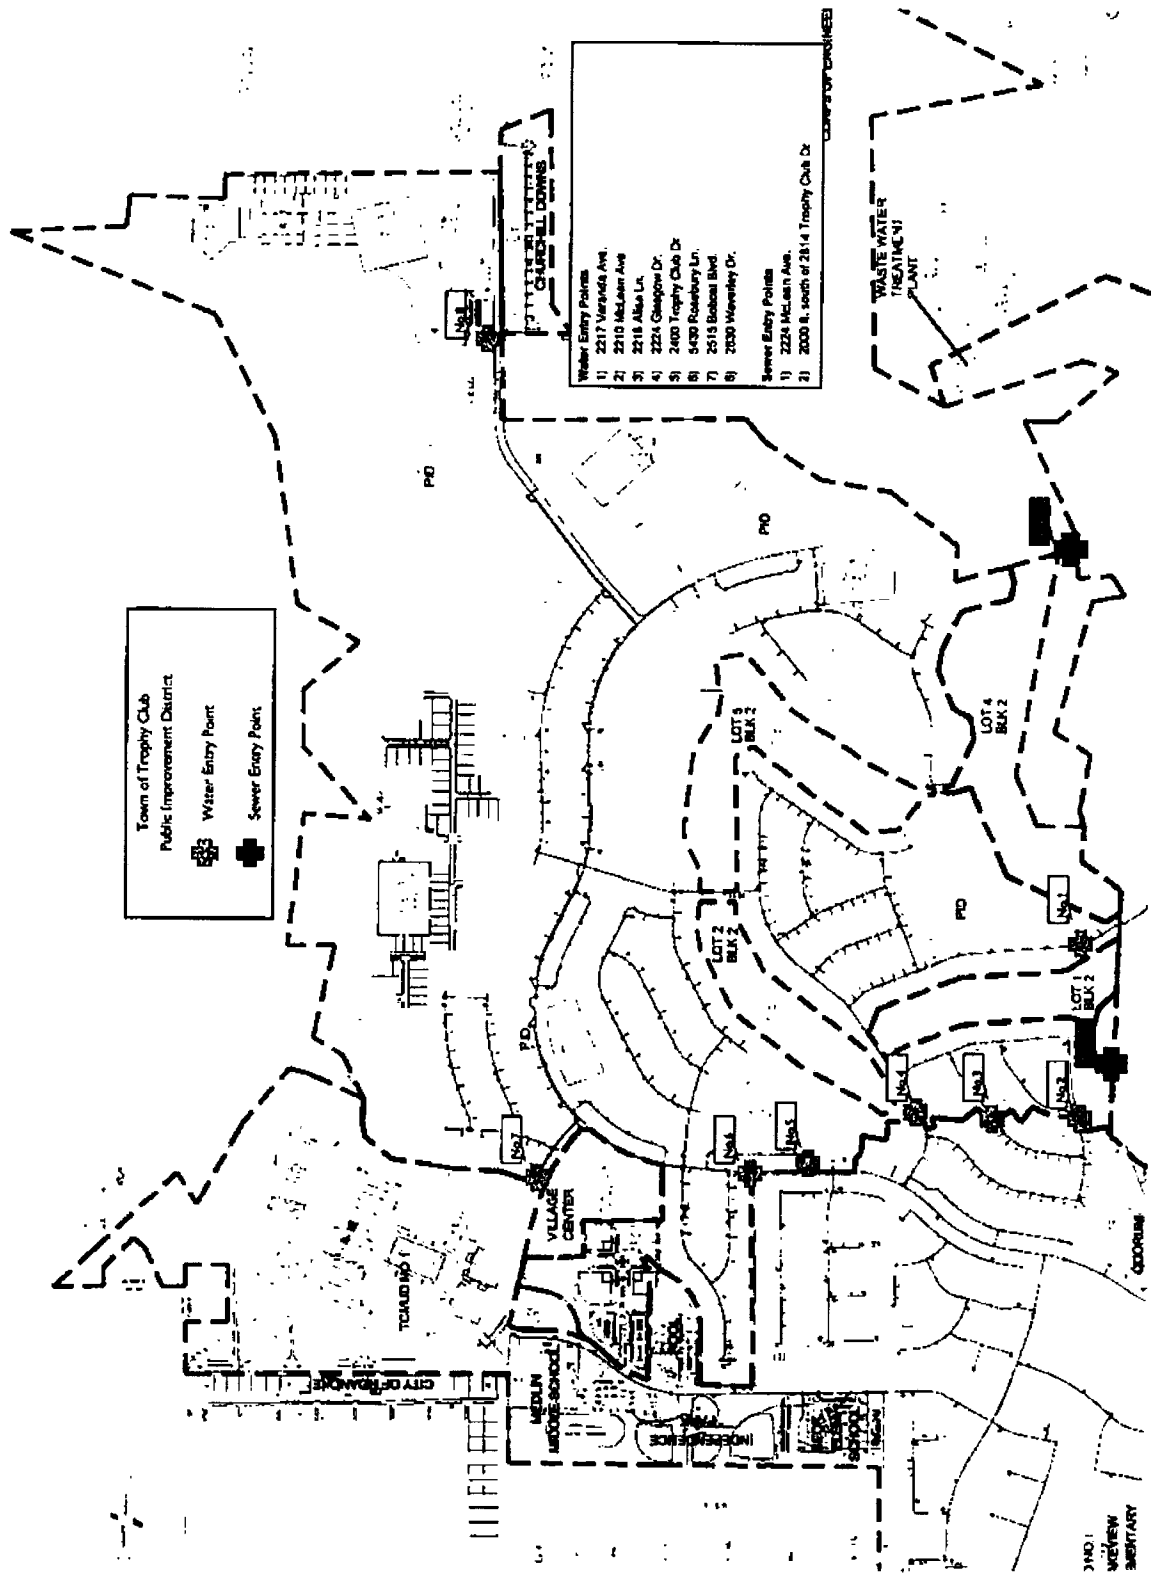 Town of Trophy Club
Public Improvement District
Water Entry Point
Sewer Entry Point
Water Entry Points
1) 2217 Veranda Ave.
2) 2210 McLean Ave
3) 2218 Alisa Ln.
4) 2224 Glasgow Dr.
5) 2400 Trophy Club Dr
6) 5430 Rosebury Ln.
7) 2515 Bobcat Blvd.
8) 2830 Waverley Dr.
Sewer Entry Points
1) 2224 McLean Ave.
2) 2000 ft. south of 2814 Trophy Club Dr
CHURCHILL DOWNS
No.8
PID
PID
WASTE WATER
TREATMENT
PLANT
LOT 5
BLK 2
LOT 4
BLK 2
LOT 2
BLK 2
PID
PID
No.1
LOT 1
BLK 2
No.7
No.6
No.5
No.4
No.3
No.2
VILLAGE
CENTER
TCMUD NO 1
CITY OF ROANOKE
MEDLIN
MIDDLE SCHOOL
POOL
INDEPENDENCE
SCHOOL